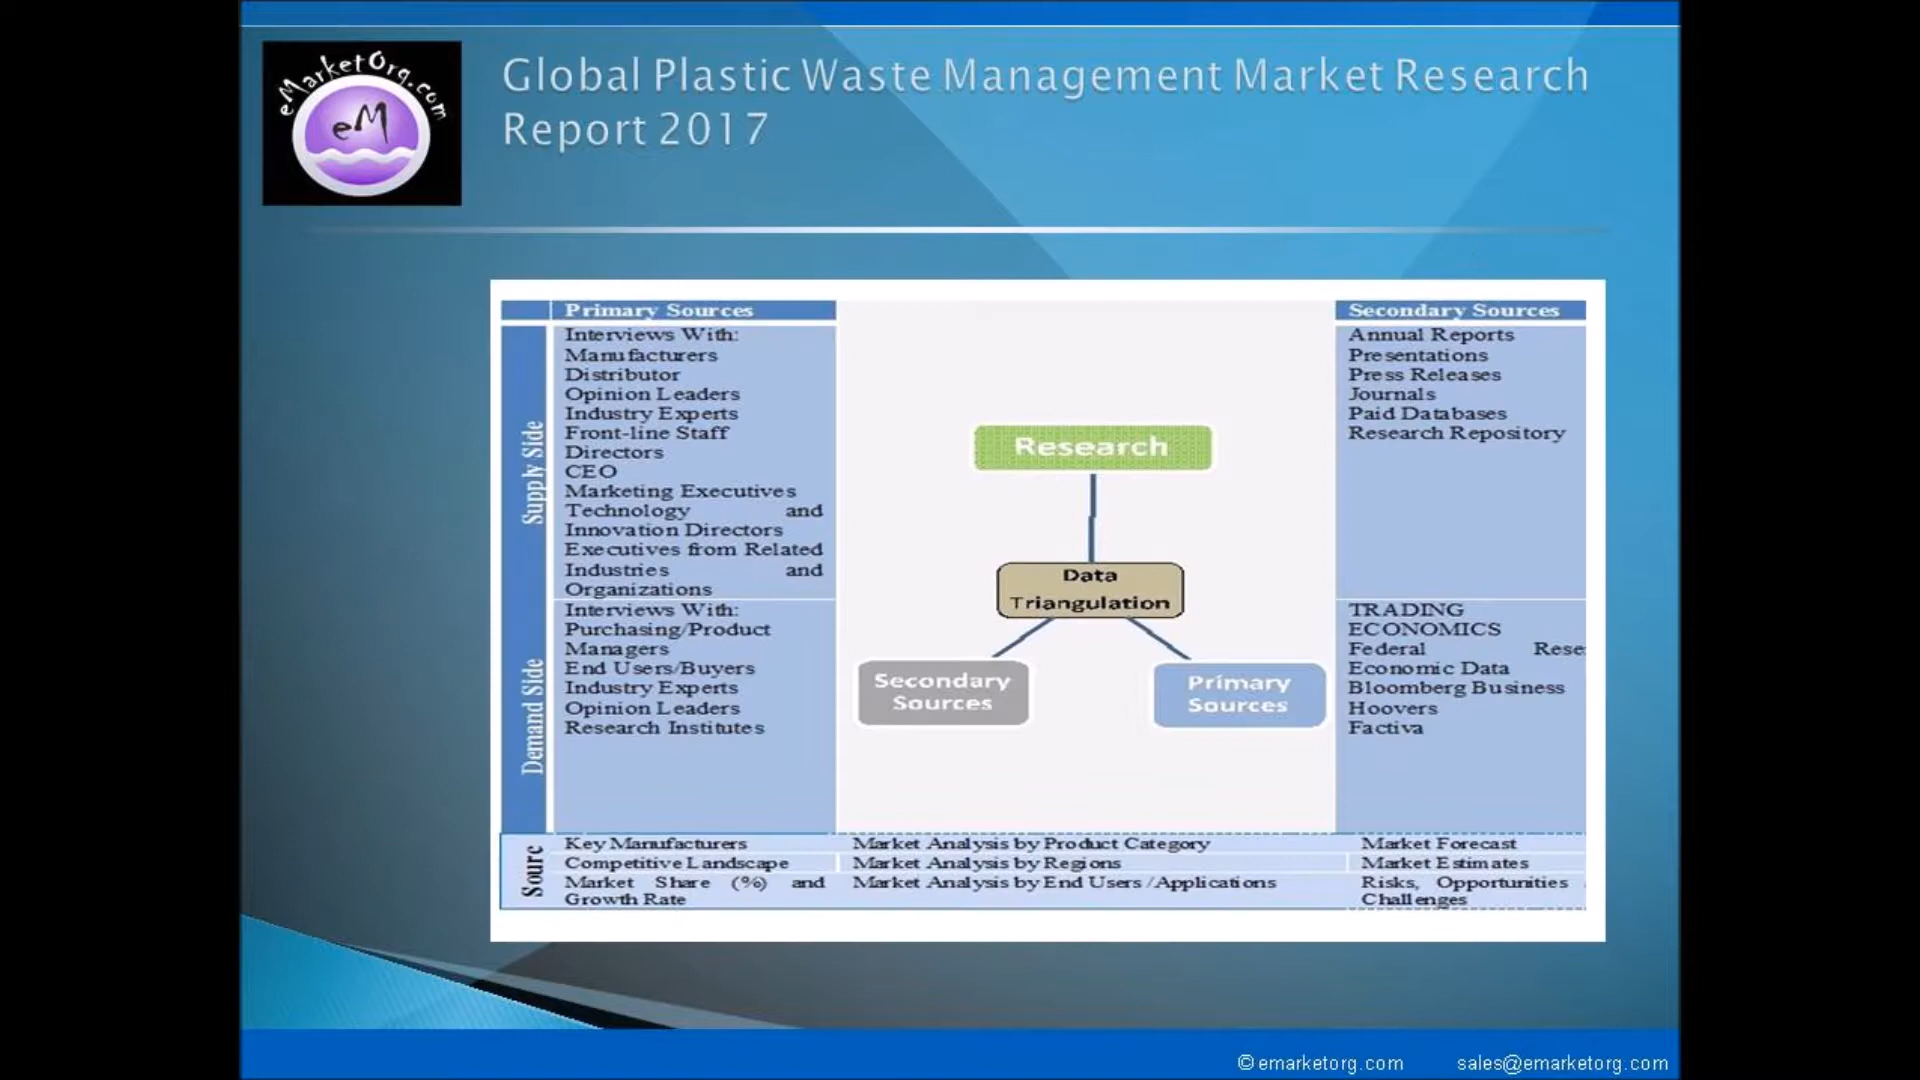 eMarketOrg.com
eM
Global Plastic Waste Management Market Research
Report 2017
Primary Sources
Supply Side
Interviews With:
Manufacturers
Distributor
Opinion Leaders
Industry Experts
Front-line Staff
Directors
CEO
Marketing Executives
Technology and
Innovation Directors
Executives from Related
Industries and
Organizations
Demand Side
Interviews With:
Purchasing/Product
Managers
End Users/Buyers
Industry Experts
Opinion Leaders
Research Institutes
Research
Data
Triangulation
Secondary
Sources
Primary
Sources
Secondary Sources
Annual Reports
Presentations
Press Releases
Journals
Paid Databases
Research Repository
TRADING
ECONOMICS
Federal Rese
Economic Data
Bloomberg Business
Hoovers
Factiva
Sourc
Key Manufacturers
Competitive Landscape
Market Share (%) and
Growth Rate
Market Analysis by Product Category
Market Analysis by Regions
Market Analysis by End Users /Applications
Market Forecast
Market Estimates
Risks, Opportunities
Challenges
© emarketorg.com
sales@emarketorg.com